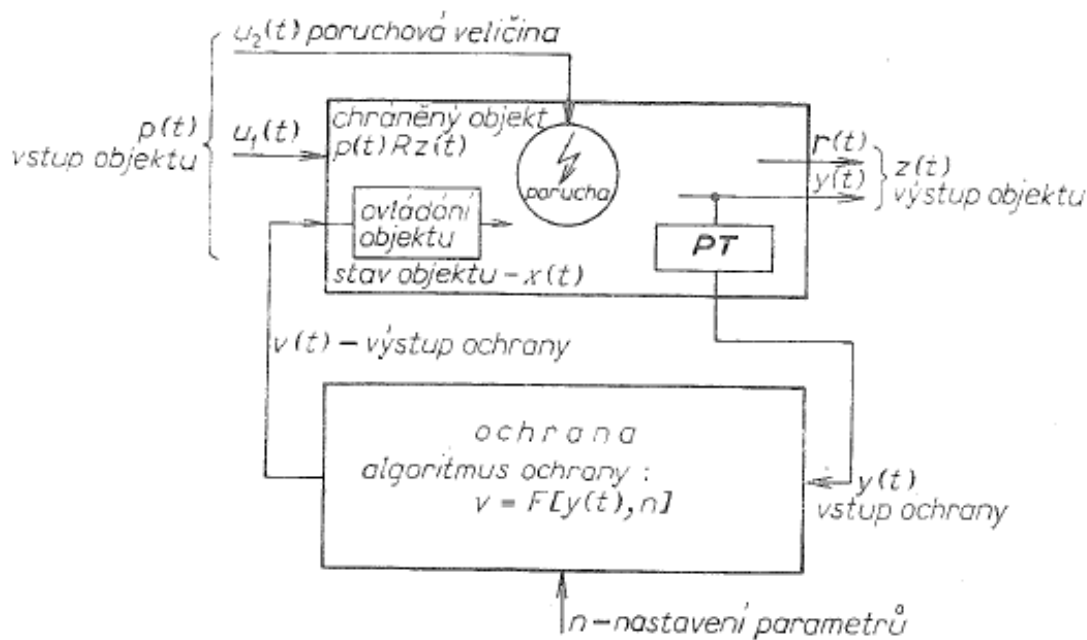 u₂(t) poruchová veličina
p(t)
vstup objektu
u₁(t)
chráněný objekt
p(t) R z(t)
porucha
ovládání
objektu
stav objektu – x(t)
PT
r(t)
y(t)
z(t)
výstup objektu
v(t) – výstup ochrany
ochrana
algoritmus ochrany :
v = F[y(t), n]
y(t)
vstup ochrany
n – nastavení parametrů